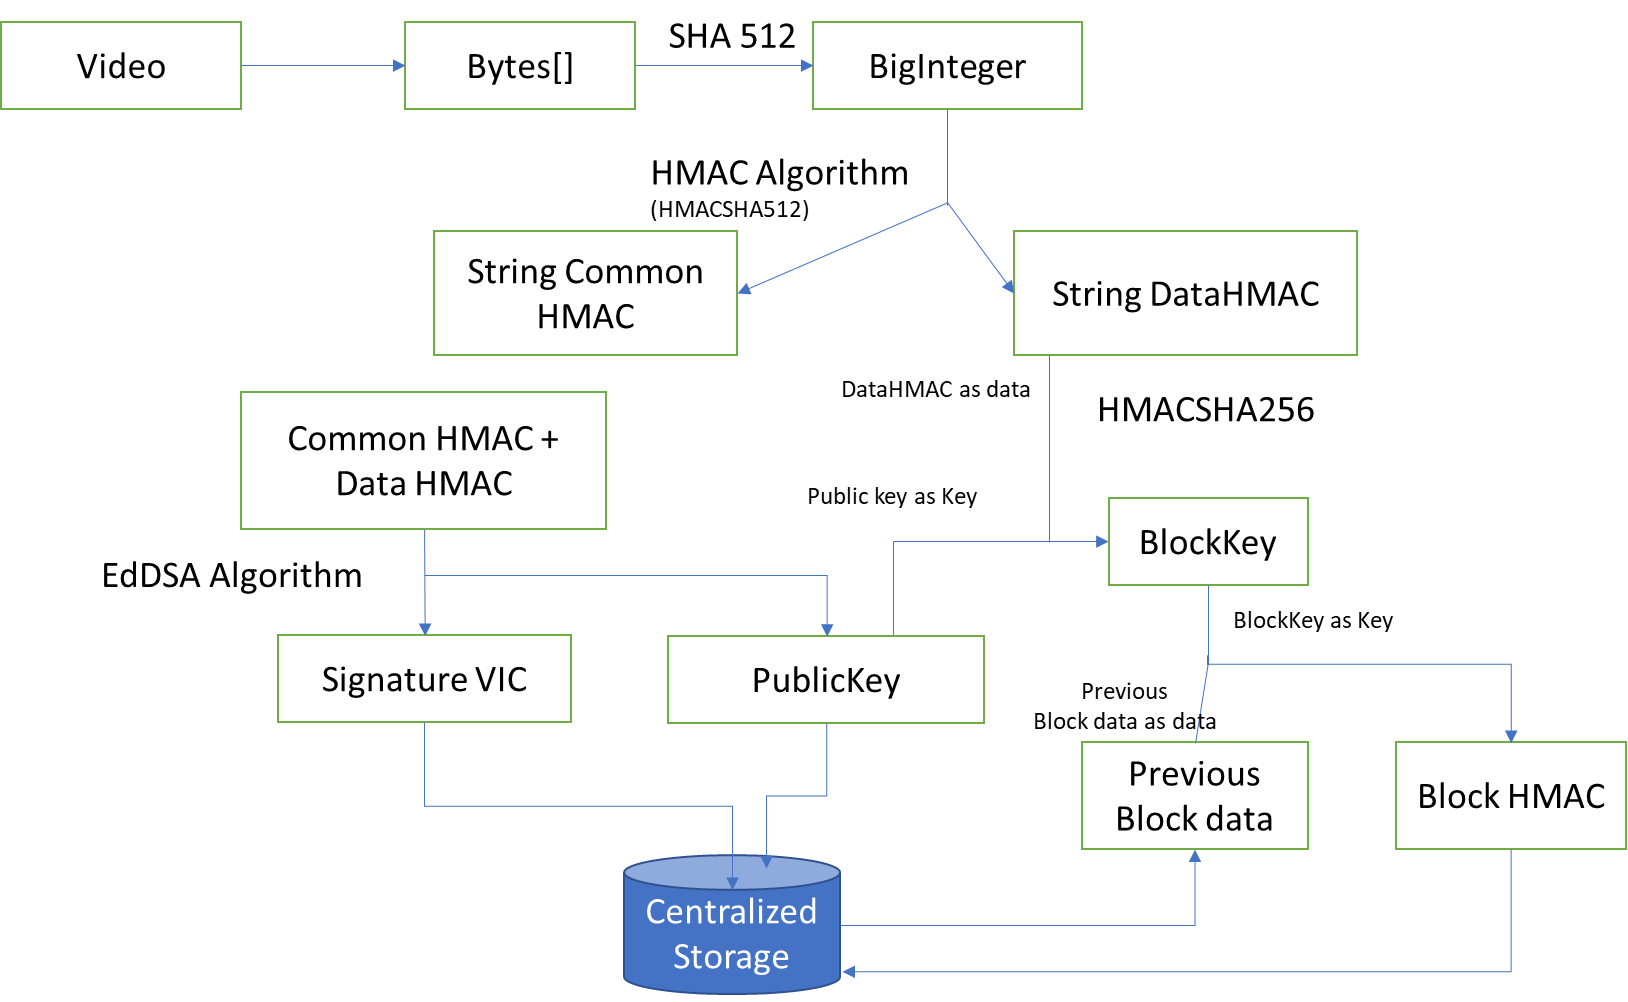 Video
Bytes[]
SHA 512
BigInteger
HMAC Algorithm
(HMACSHA512)
String Common
HMAC
String DataHMAC
DataHMAC as data
HMACSHA256
Common HMAC +
Data HMAC
Public key as Key
BlockKey
EdDSA Algorithm
BlockKey as Key
Signature VIC
PublicKey
Previous
Block data as data
Previous
Block data
Block HMAC
Centralized
Storage